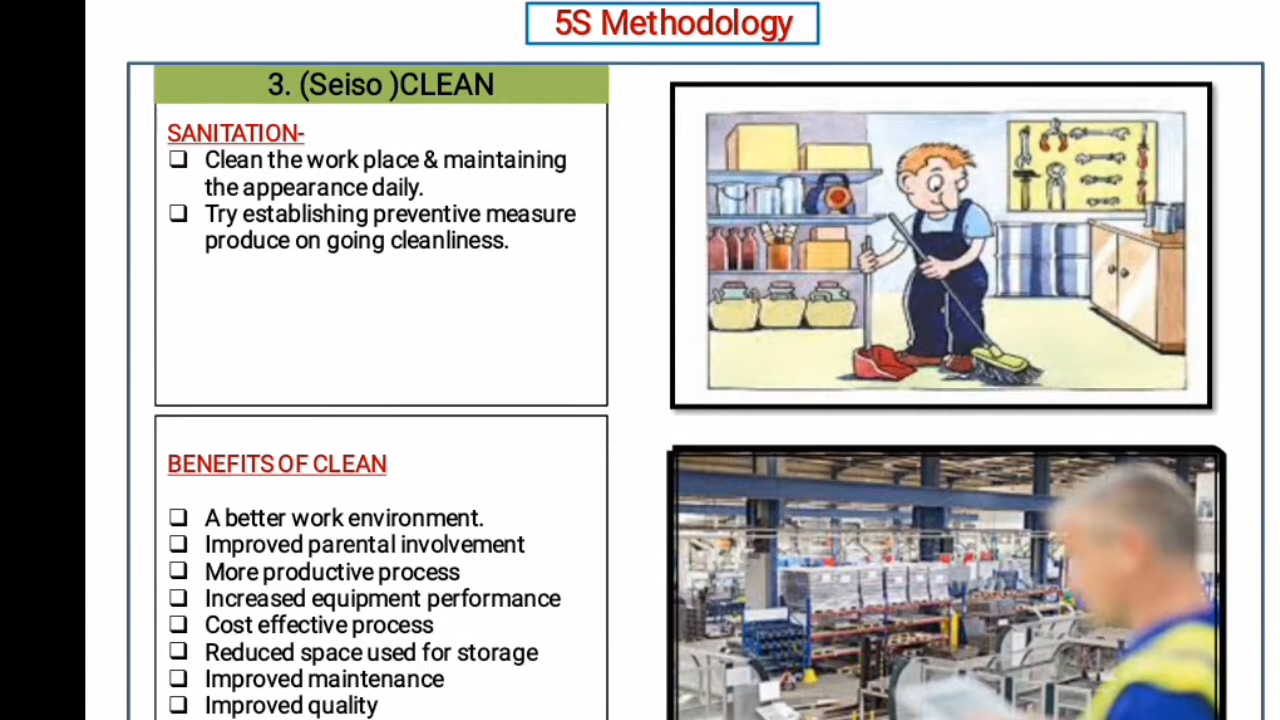 5S Methodology
3. (Seiso )CLEAN
SANITATION-
❑ Clean the work place & maintaining
the appearance daily.
❑ Try establishing preventive measure
produce on going cleanliness.
BENEFITS OF CLEAN
❑ A better work environment.
❑ Improved parental involvement
❑ More productive process
❑ Increased equipment performance
❑ Cost effective process
❑ Reduced space used for storage
❑ Improved maintenance
❑ Improved quality